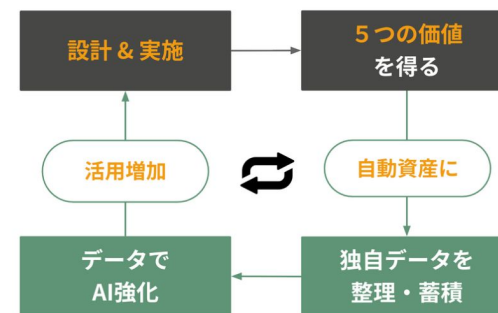 設計 & 実施
５つの価値
を得る
活用増加
自動資産に
データで
AI強化
独自データを
整理・蓄積